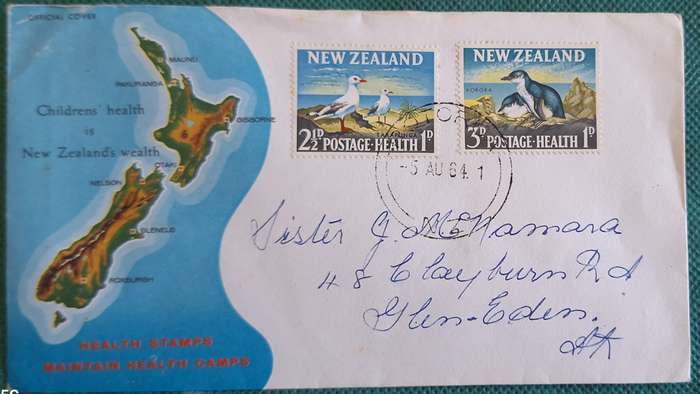 OFFICIAL COVER
MAUNU
PAKURANGA
Childrens' health
is
GISBORNE
New Zealand's wealth
OTAKI
NELSON
GLENELG
ROXBURGH
HEALTH STAMPS
MAINTAIN HEALTH CAMPS
NEW ZEALAND
TARAPUNGA
2½D POSTAGE·HEALTH 1D
NEW ZEALAND
KORORA
3D POSTAGE·HEALTH 1D
-5 AU 64 1
Sister J. McNamara
48 Clayburn Rd
Glen-Eden.